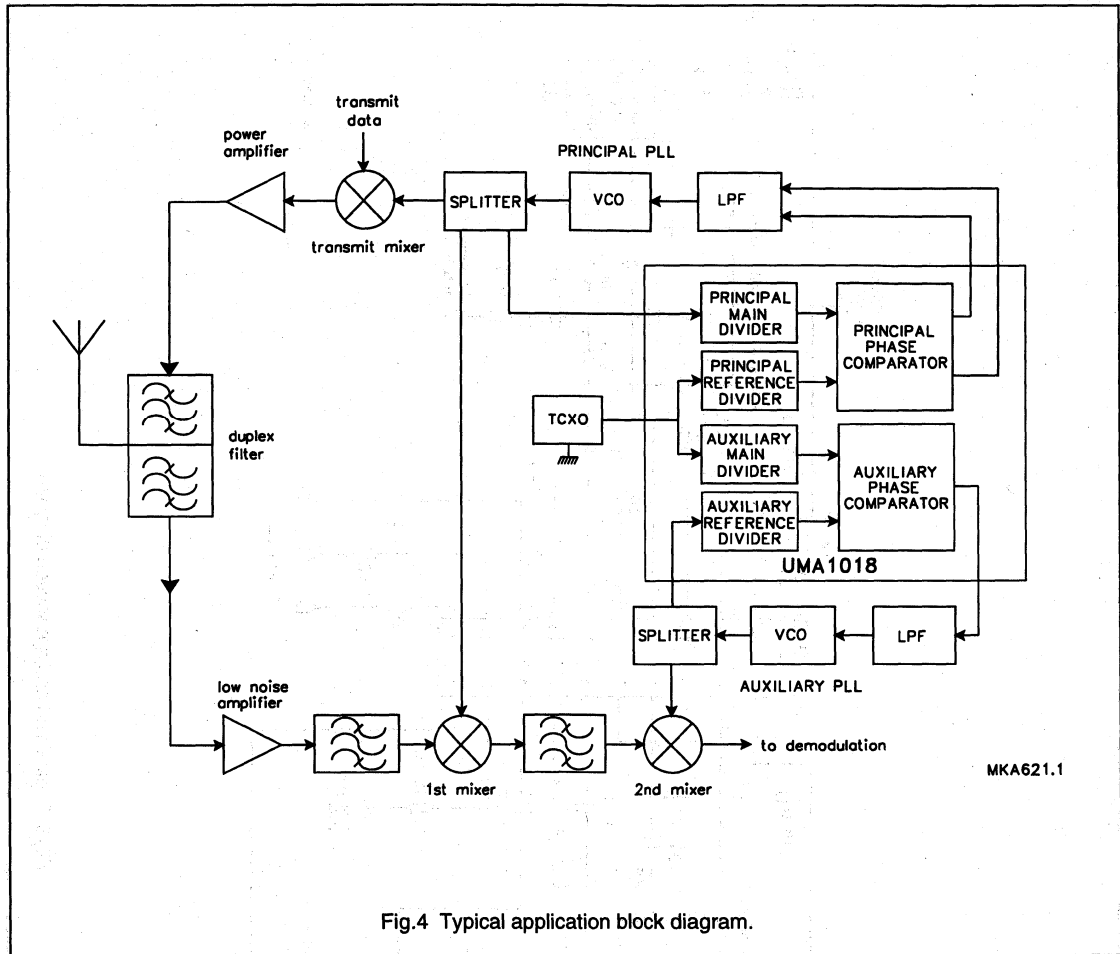 transmit
data
power
amplifier
PRINCIPAL PLL
SPLITTER
VCO
LPF
transmit mixer
PRINCIPAL
MAIN
DIVIDER
PRINCIPAL
PHASE
COMPARATOR
PRINCIPAL
REFERENCE
DIVIDER
TCXO
duplex
filter
AUXILIARY
MAIN
DIVIDER
AUXILIARY
PHASE
COMPARATOR
AUXILIARY
REFERENCE
DIVIDER
UMA1018
SPLITTER
VCO
LPF
AUXILIARY PLL
low noise
amplifier
to demodulation
1st mixer
2nd mixer
MKA621.1
Fig.4 Typical application block diagram.